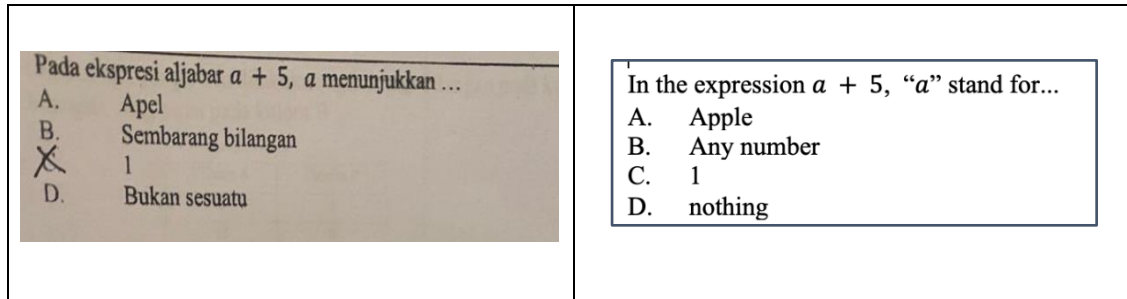 Pada ekspresi aljabar a + 5, a menunjukkan ...
A. Apel
B. Sembarang bilangan
C. 1
D. Bukan sesuatu
In the expression a + 5, “a” stand for...
A. Apple
B. Any number
C. 1
D. nothing